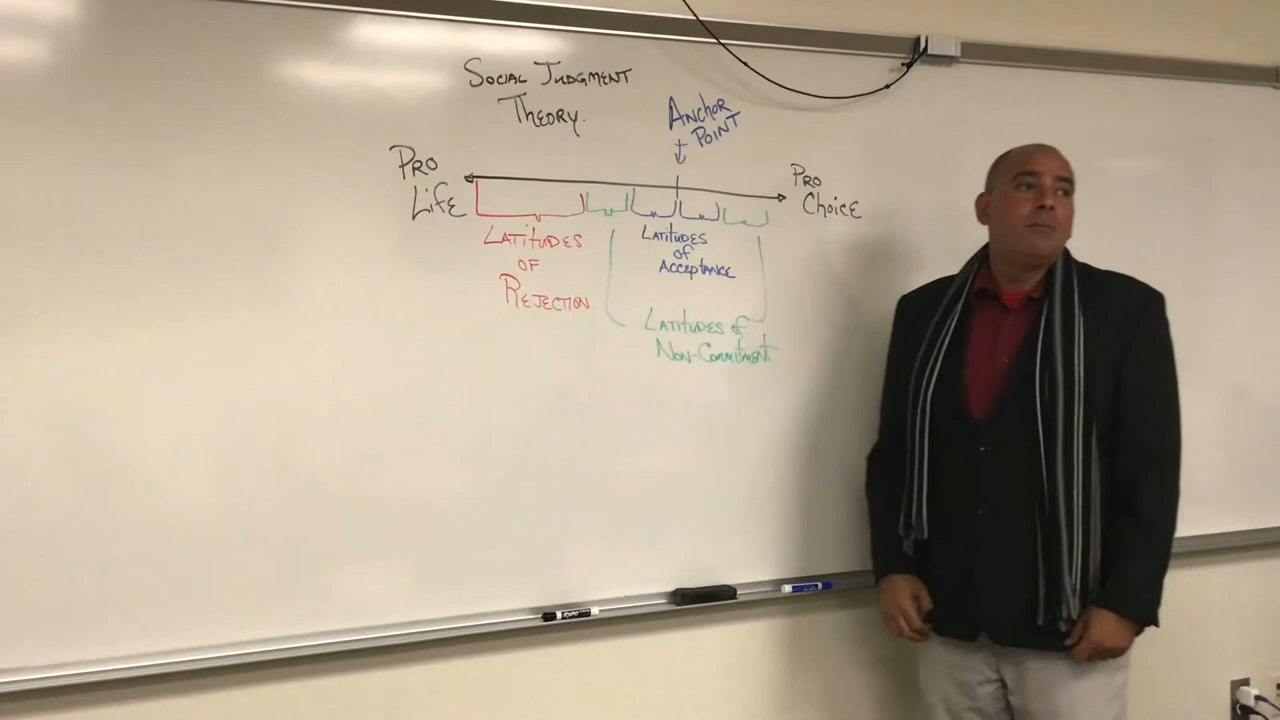 Social Judgment
Theory.
Anchor
Point
Pro
Life
Pro
Choice
Latitudes
of
Rejection
Latitudes
of
Acceptance
Latitudes of
Non-Commitment